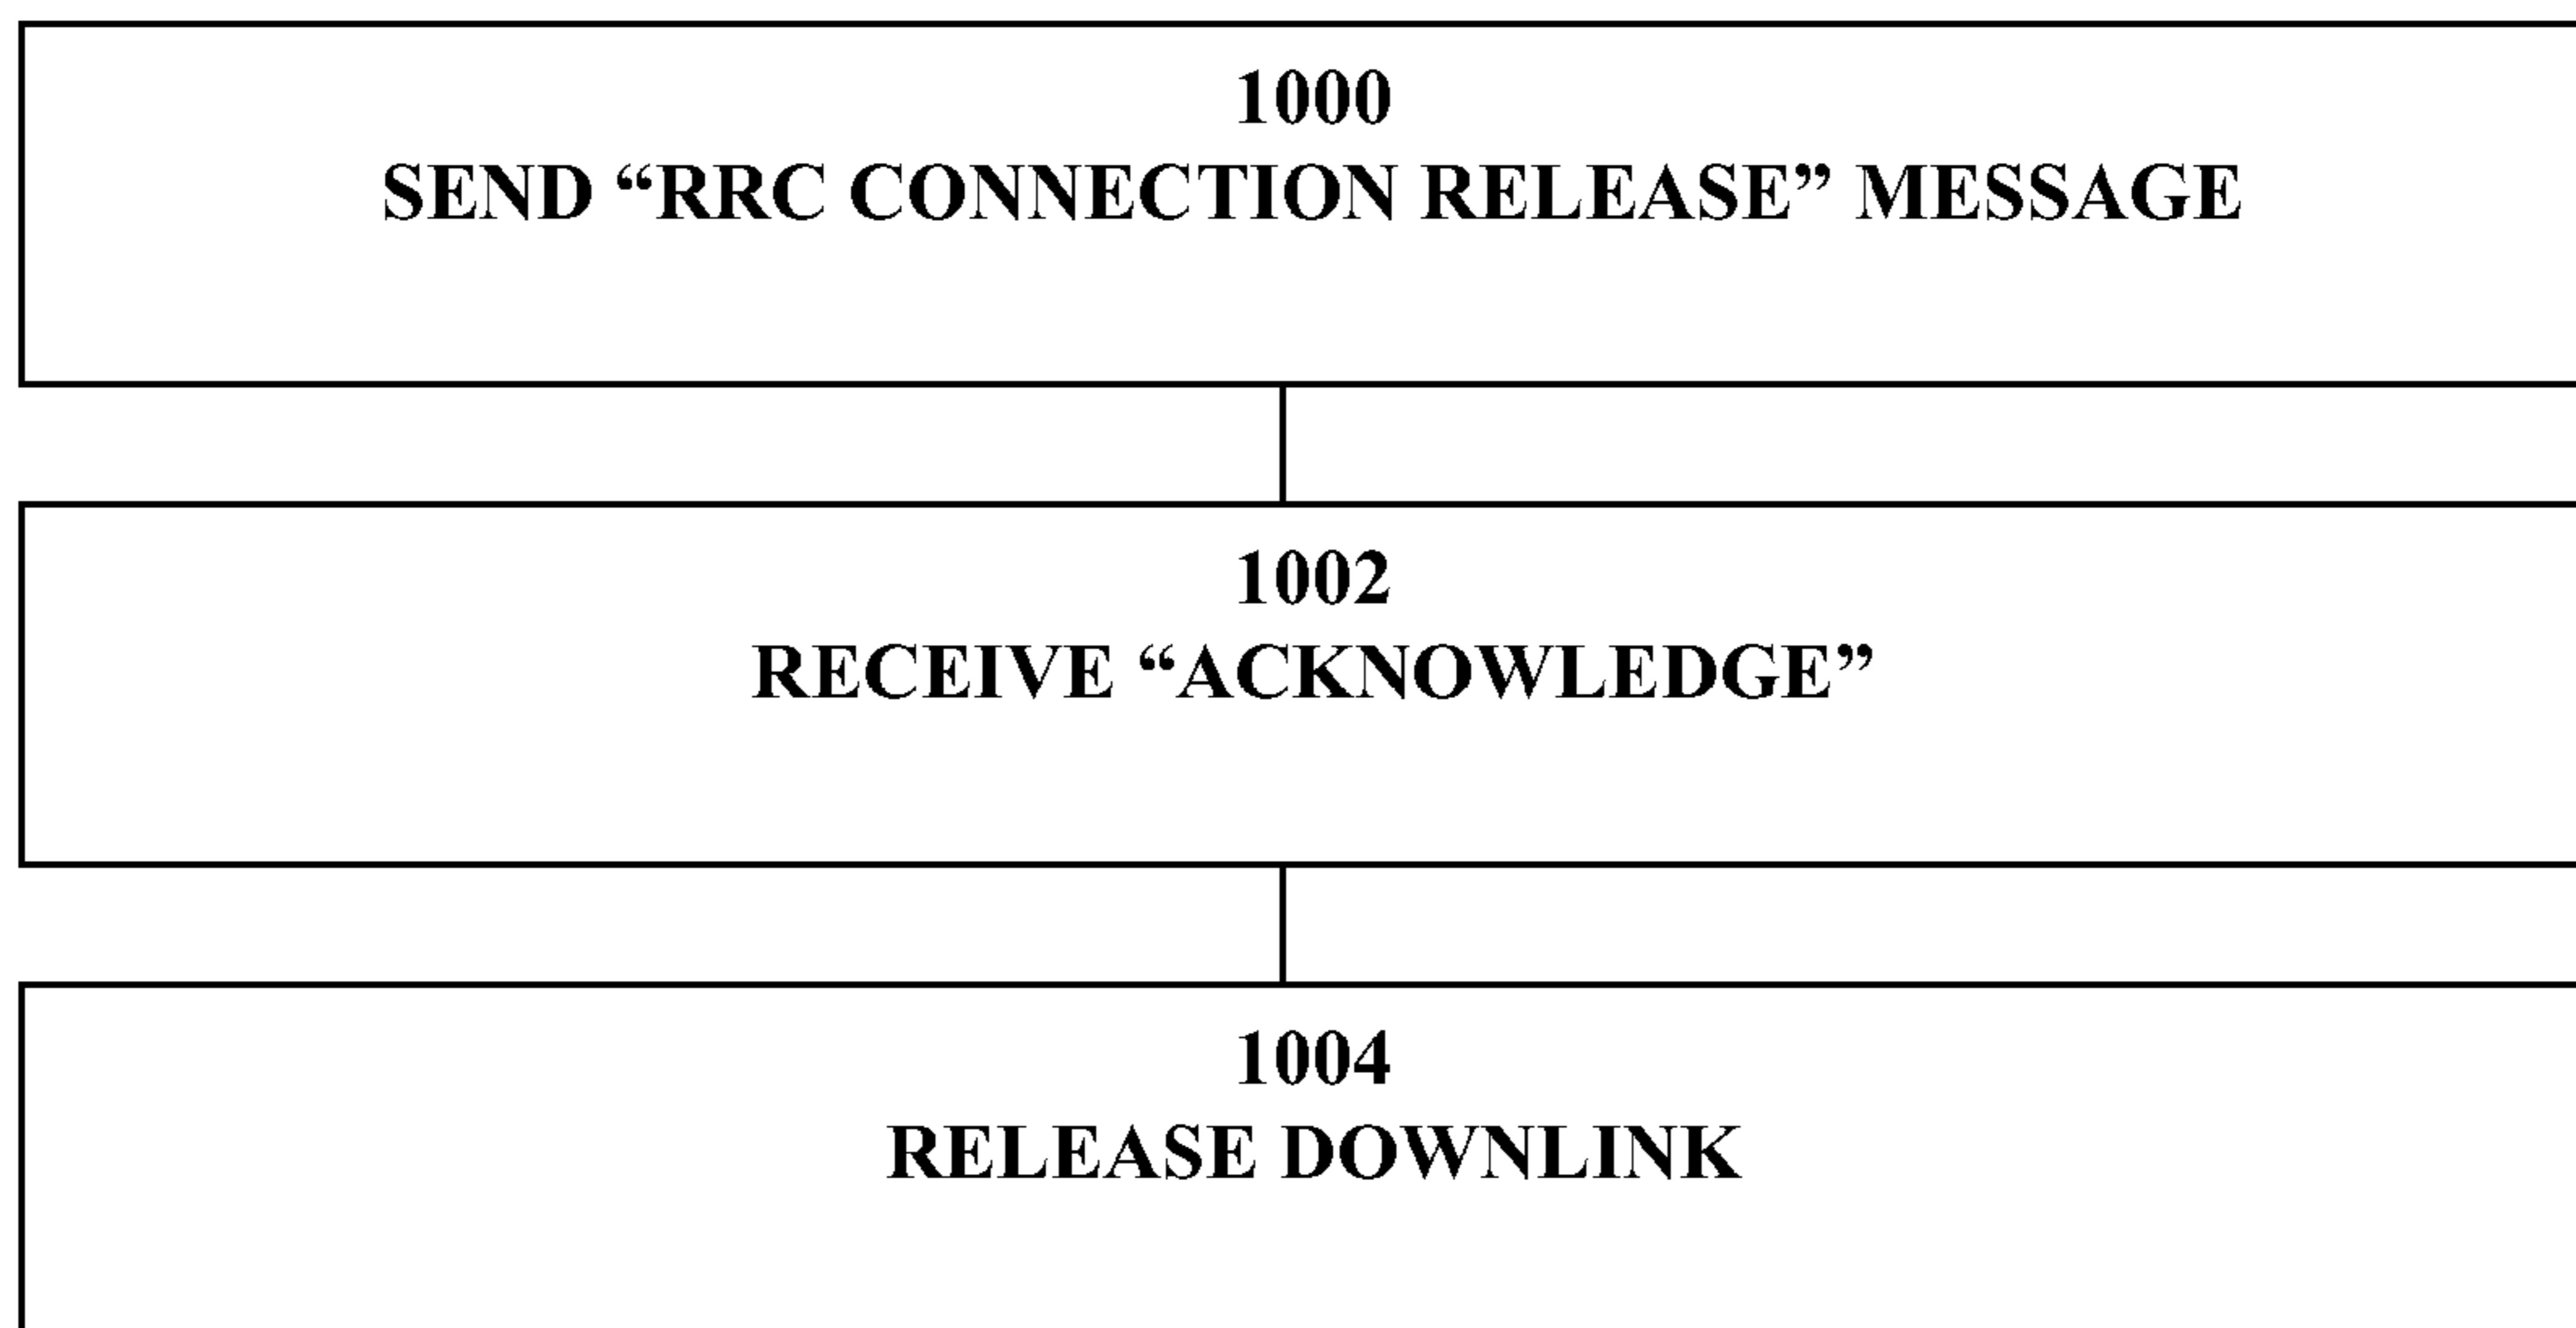 1000
SEND “RRC CONNECTION RELEASE” MESSAGE
1002
RECEIVE “ACKNOWLEDGE”
1004
RELEASE DOWNLINK